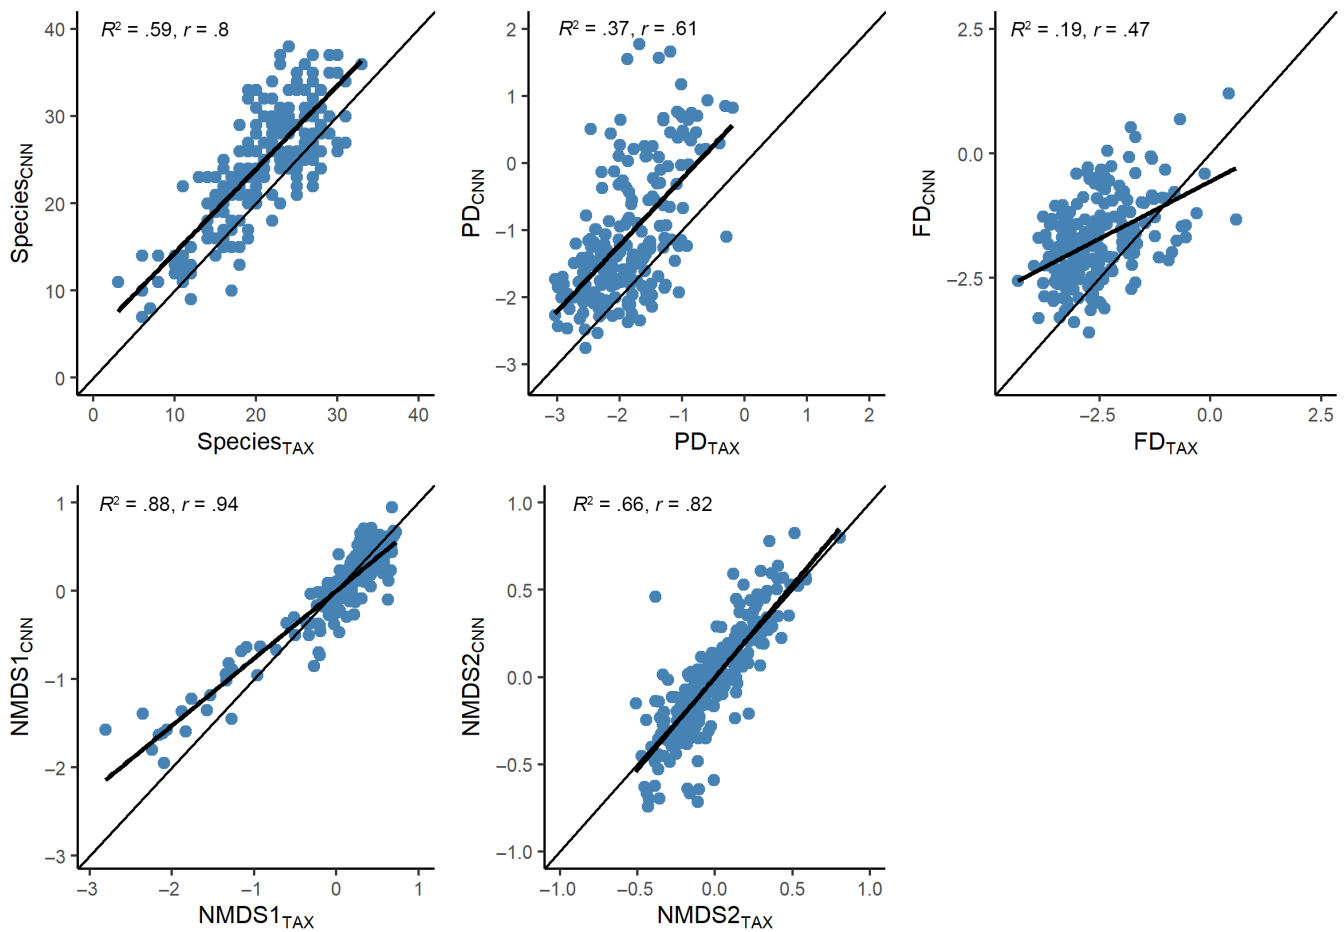 R² = .59, r = .8
Species_CNN
40
30
20
10
0
0 10 20 30 40
Species_TAX
R² = .37, r = .61
PD_CNN
2
1
0
−1
−2
−3
−3 −2 −1 0 1 2
PD_TAX
R² = .19, r = .47
FD_CNN
2.5
0.0
−2.5
−2.5 0.0 2.5
FD_TAX
R² = .88, r = .94
NMDS1_CNN
1
0
−1
−2
−3
−3 −2 −1 0 1
NMDS1_TAX
R² = .66, r = .82
NMDS2_CNN
1.0
0.5
0.0
−0.5
−1.0
−1.0 −0.5 0.0 0.5 1.0
NMDS2_TAX